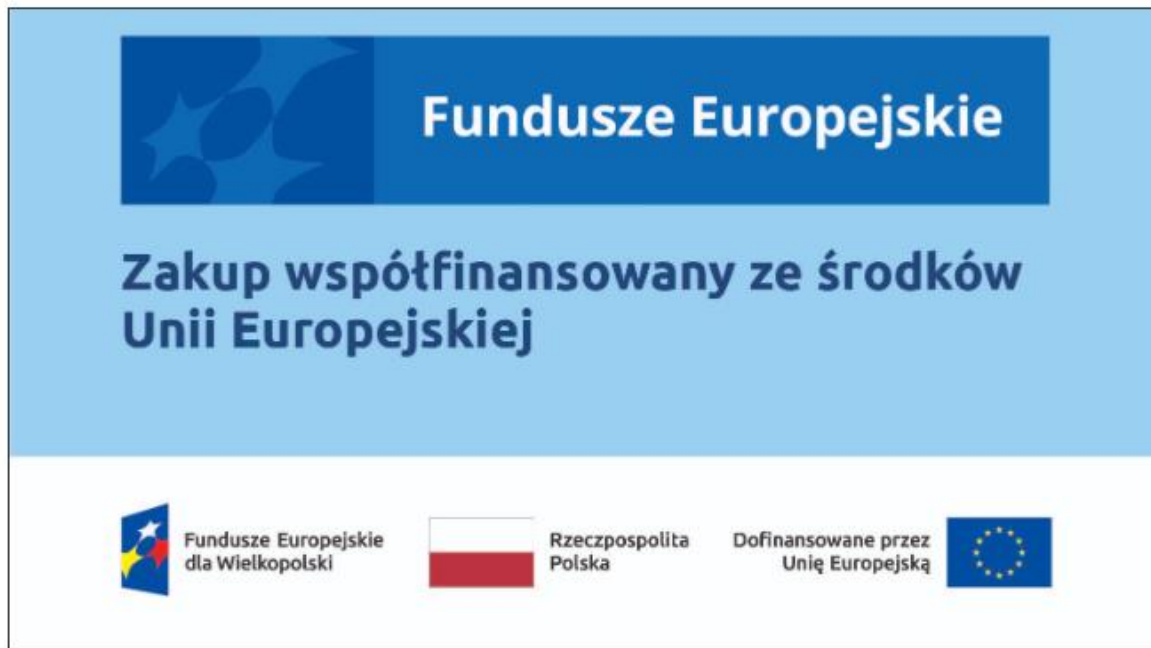 Fundusze Europejskie
Zakup współfinansowany ze środków
Unii Europejskiej
Fundusze Europejskie
dla Wielkopolski
Rzeczpospolita
Polska
Dofinansowane przez
Unię Europejską